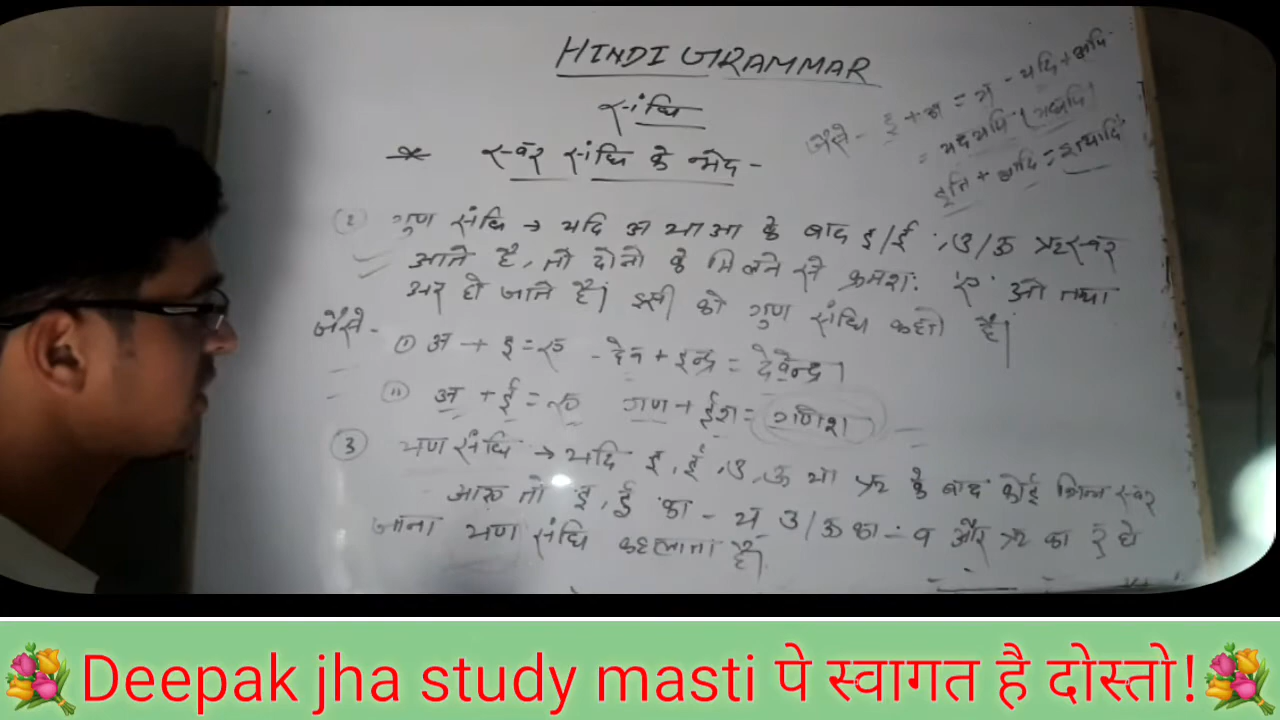 HINDI GRAMMAR
संधि
* स्वर संधि के भेद -
जैसे - इ + अ = य - यदि + अपि
= यद्यपि (यद्यपि)
इति + आदि = इत्यादि
(2) गुण संधि → यदि अ या आ के बाद इ/ई, उ/ऊ ऋ स्वर
आते है, तो दोनो के मिलने से क्रमश: ए ओ तथा
अर हो जाते है। इसी को गुण संधि कहते है।
जैसे -
(i) अ + इ = ए - देव + इन्द्र = देवेन्द्र।
(ii) अ + ई = ए गण + ईश = गणेश
(3) यण संधि → यदि इ, ई, उ, ऊ या ऋ के बाद कोई भिन्न स्वर
आए तो इ, ई का - य उ/ऊ का - व और ऋ का र् हो
जाना यण संधि कहलाता है।
Deepak jha study masti पे स्वागत है दोस्तो!